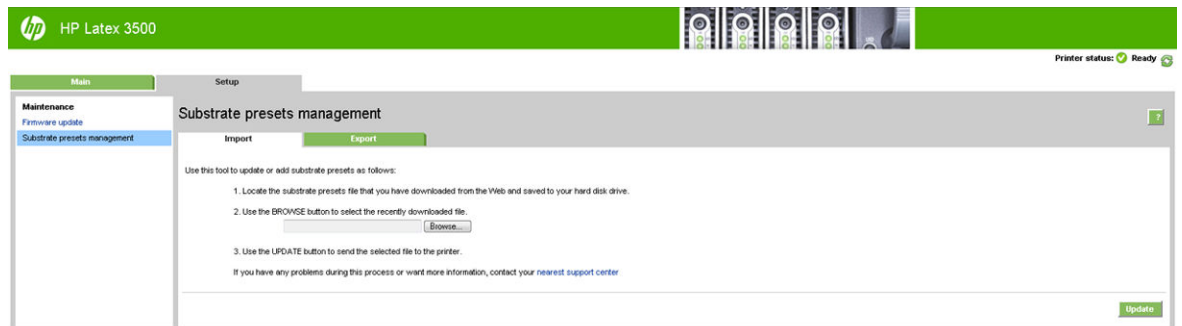 hp HP Latex 3500
Printer status: Ready
Main Setup
Maintenance
Firmware update
Substrate presets management
Substrate presets management
?
Import Export
Use this tool to update or add substrate presets as follows:
1. Locate the substrate presets file that you have downloaded from the Web and saved to your hard disk drive.
2. Use the BROWSE button to select the recently downloaded file.
Browse...
3. Use the UPDATE button to send the selected file to the printer.
If you have any problems during this process or want more information, contact your nearest support center
Update